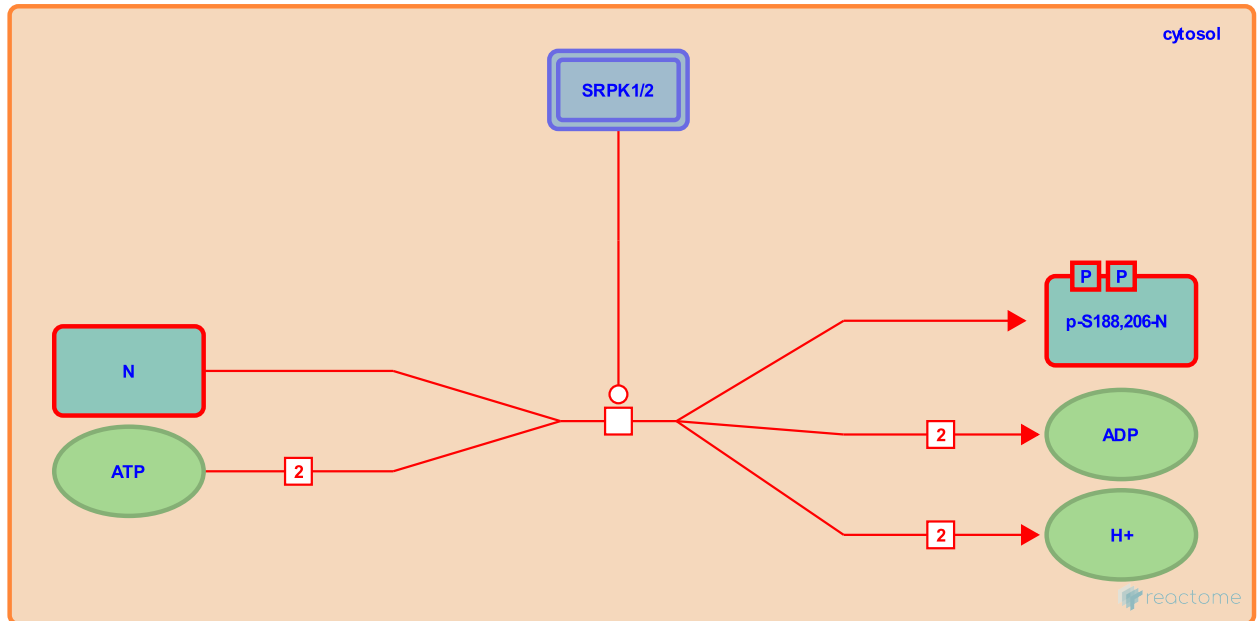 cytosol
SRPK1/2
P P
p-S188,206-N
N
2
ADP
ATP
2
2
H+
reactome